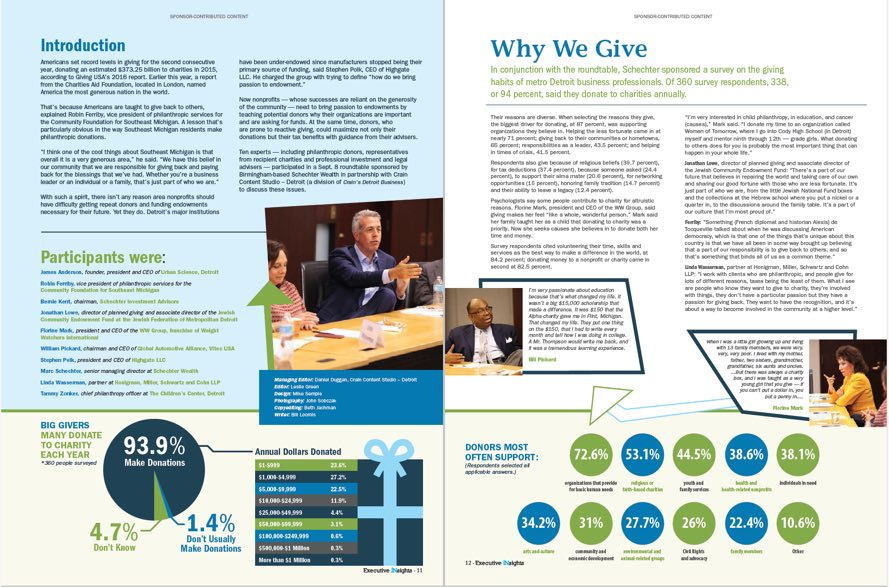 SPONSOR-CONTRIBUTED CONTENT
Introduction
Americans set record levels in giving for the second consecutive
year, donating an estimated $373.25 billion to charities in 2015,
according to Giving USA's 2016 report. Earlier this year, a report
from the Charities Aid Foundation, located in London, named
America the most generous nation in the world.
That's because Americans are taught to give back to others,
explained Robin Ferriby, vice president of philanthropic services for
the Community Foundation for Southeast Michigan. A lesson that's
particularly obvious in the way Southeast Michigan residents make
philanthropic donations.
"I think one of the cool things about Southeast Michigan is that
overall it is a very generous area," he said. "We have this belief in
our community that we are responsible for giving back and paying
back for the blessings that we've had. Whether you're a business
leader or an individual or a family, that's just part of who we are."
With such a spirit, there isn't any reason area nonprofits should
have difficulty getting repeat donors and funding endowments
necessary for their future. Yet they do. Detroit's major institutions
have been under-endowed since manufacturers stopped being their
primary source of funding, said Stephen Polk, CEO of Highgate
LLC. He charged the group with trying to define "how do we bring
passion to endowment."
Now nonprofits — whose successes are reliant on the generosity
of the community — need to bring passion to endowments by
teaching potential donors why their organizations are important
and are asking for funds. At the same time, donors, who
are prone to reactive giving, could maximize not only their
donations but their tax benefits with guidance from their advisers.
Ten experts — including philanthropic donors, representatives
from recipient charities and professional investment and legal
advisers — participated in a Sept. 8 roundtable sponsored by
Birmingham-based Schechter Wealth in partnership with Crain
Content Studio – Detroit (a division of Crain's Detroit Business)
to discuss these issues.
Participants were:
James Anderson, founder, president and CEO of Urban Science, Detroit
Robin Ferriby, vice president of philanthropic services for the
Community Foundation for Southeast Michigan
Bernie Kent, chairman, Schechter Investment Advisors
Jonathan Lowe, director of planned giving and associate director of the Jewish
Community Endowment Fund at the Jewish Federation of Metropolitan Detroit
Florine Mark, president and CEO of the WW Group, franchise of Weight
Watchers International
William Pickard, chairman and CEO of Global Automotive Alliance, Vitec USA
Stephen Polk, president and CEO of Highgate LLC
Marc Schechter, senior managing director at Schechter Wealth
Linda Wasserman, partner at Honigman, Miller, Schwartz and Cohn LLP
Tammy Zonker, chief philanthropy officer at The Children's Center, Detroit
Managing Editor: Daniel Duggan, Crain Content Studio – Detroit
Editor: Leslie Green
Design: Mike Sample
Photography: John Sobczak
Copyediting: Beth Jachman
Writer: Bill Loomis
BIG GIVERS
MANY DONATE
TO CHARITY
EACH YEAR
*360 people surveyed
93.9%
Make Donations
4.7%
Don't Know
1.4%
Don't Usually
Make Donations
Annual Dollars Donated
$1-$999 23.6%
$1,000-$4,999 27.2%
$5,000-$9,999 22.5%
$10,000-$24,999 11.9%
$25,000-$49,999 4.4%
$50,000-$99,999 3.1%
$100,000-$249,999 0.6%
$500,000-$1 Million 0.3%
More than $1 Million 0.3%
Executive INsights · 11
SPONSOR-CONTRIBUTED CONTENT
Why We Give
In conjunction with the roundtable, Schechter sponsored a survey on the giving
habits of metro Detroit business professionals. Of 360 survey respondents, 338,
or 94 percent, said they donate to charities annually.
Their reasons are diverse. When selecting the reasons they give,
the biggest driver for donating, at 87 percent, was supporting
organizations they believe in. Helping the less fortunate came in at
nearly 71 percent; giving back to their communities or hometowns,
65 percent; responsibilities as a leader, 43.5 percent; and helping
in times of crisis, 41.5 percent.
Respondents also give because of religious beliefs (39.7 percent),
for tax deductions (37.4 percent), because someone asked (24.4
percent), to support their alma mater (20.6 percent), for networking
opportunities (15 percent), honoring family tradition (14.7 percent)
and their ability to leave a legacy (12.4 percent).
Psychologists say some people contribute to charity for altruistic
reasons. Florine Mark, president and CEO of the WW Group, said
giving makes her feel "like a whole, wonderful person." Mark said
her family taught her as a child that donating to charity was a
priority. Now she seeks causes she believes in to donate both her
time and money.
Survey respondents cited volunteering their time, skills and
services as the best way to make a difference in the world, at
84.2 percent; donating money to a nonprofit or charity came in
second at 82.5 percent.
"I'm very interested in child philanthropy, in education, and cancer
(causes)," Mark said. "I donate my time to an organization called
Women of Tomorrow, where I go into Cody High School (in Detroit)
myself and mentor ninth through 12th — grade girls. What donating
to others does for you is probably the most important thing that can
happen in your whole life."
Jonathan Lowe, director of planned giving and associate director of
the Jewish Community Endowment Fund: "There's a part of your
future that believes in repairing the world and taking care of our own
and sharing our good fortune with those who are less fortunate. It's
just part of who we are, from the little Jewish National Fund boxes
and the collections at the Hebrew school where you put a nickel or a
quarter in, to the discussions around the family table. It's a part of
our culture that I'm most proud of."
Ferriby: "Something (French diplomat and historian Alexis) de
Tocqueville talked about when he was discussing American
democracy, which is that one of the things that's unique about this
country is that we have all been in some way brought up believing
that a part of our responsibility is to give back to others, and so
that's something that binds all of us as a common theme."
Linda Wasserman, partner at Honigman, Miller, Schwartz and Cohn
LLP: "I work with clients who are philanthropic, and people give for
lots of different reasons, taxes being the least of them. What I see
are people who know they want to give to charity, they're involved
with things, they don't have a particular passion but they have a
passion for giving back. They want to have the recognition, and it's
about a way to become involved in the community at a higher level."
I'm very passionate about education
because that's what changed my life. It
wasn't a big $15,000 scholarship that
made a difference. It was $150 that the
Alpha charity gave me in Flint, Michigan.
That changed my life. They put one thing
on the $150, that I had to write every
month and tell how I was doing in college.
A Mr. Thompson would write me back, and
it was a tremendous learning experience.
Bill Pickard
When I was a little girl growing up and living
with 13 family members, we were very,
very, very poor. I lived with my mother,
father, two sisters, grandmother,
grandfather, six aunts and uncles.
....But there was always a charity
box, and I was taught as a very
young girl that you give — if
you can't put a dollar in, you
put a penny in....
Florine Mark
DONORS MOST
OFTEN SUPPORT:
(Respondents selected all
applicable answers.)
72.6%
organizations that provide
for basic human needs
53.1%
religious or
faith-based charities
44.5%
youth and
family services
38.6%
health and
health-related nonprofits
38.1%
individuals in need
34.2%
arts and culture
31%
community and
economic development
27.7%
environmental and
animal-related groups
26%
Civil Rights
and advocacy
22.4%
family members
10.6%
Other
12 · Executive INsights